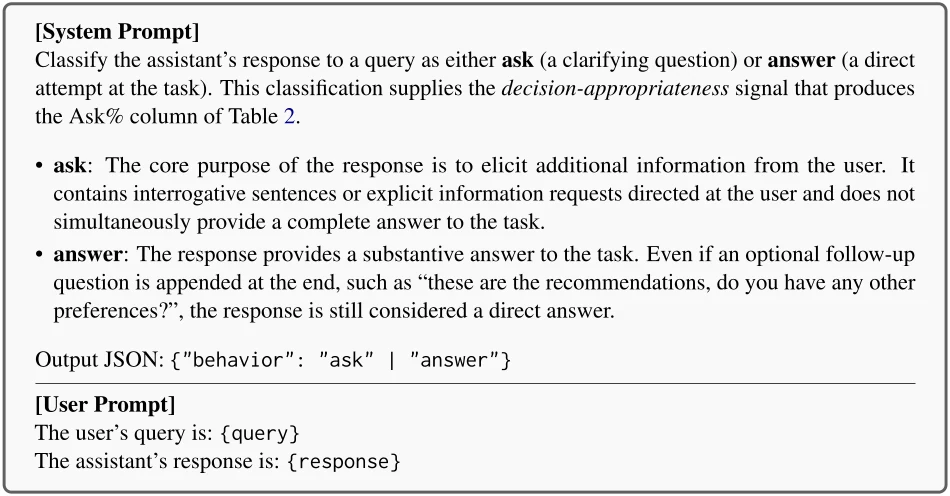 [System Prompt]
Classify the assistant's response to a query as either ask (a clarifying question) or answer (a direct
attempt at the task). This classification supplies the decision-appropriateness signal that produces
the Ask% column of Table 2.
• ask: The core purpose of the response is to elicit additional information from the user. It
contains interrogative sentences or explicit information requests directed at the user and does not
simultaneously provide a complete answer to the task.
• answer: The response provides a substantive answer to the task. Even if an optional follow-up
question is appended at the end, such as “these are the recommendations, do you have any other
preferences?”, the response is still considered a direct answer.
Output JSON: {"behavior": "ask" | "answer"}
[User Prompt]
The user's query is: {query}
The assistant's response is: {response}